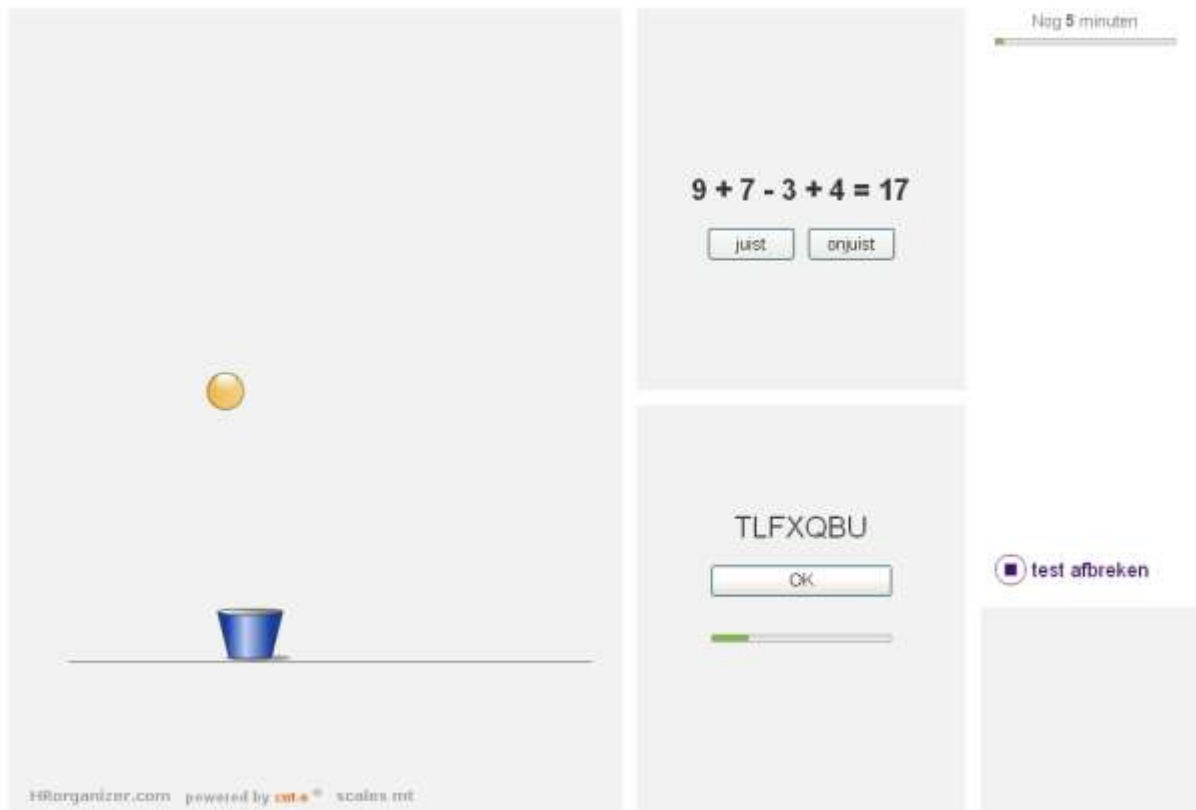 Nog 5 minuten
9 + 7 - 3 + 4 = 17
juist onjuist
TLFXQBU
OK
test afbreken
HRorganizer.com powered by cut-e® scales mt